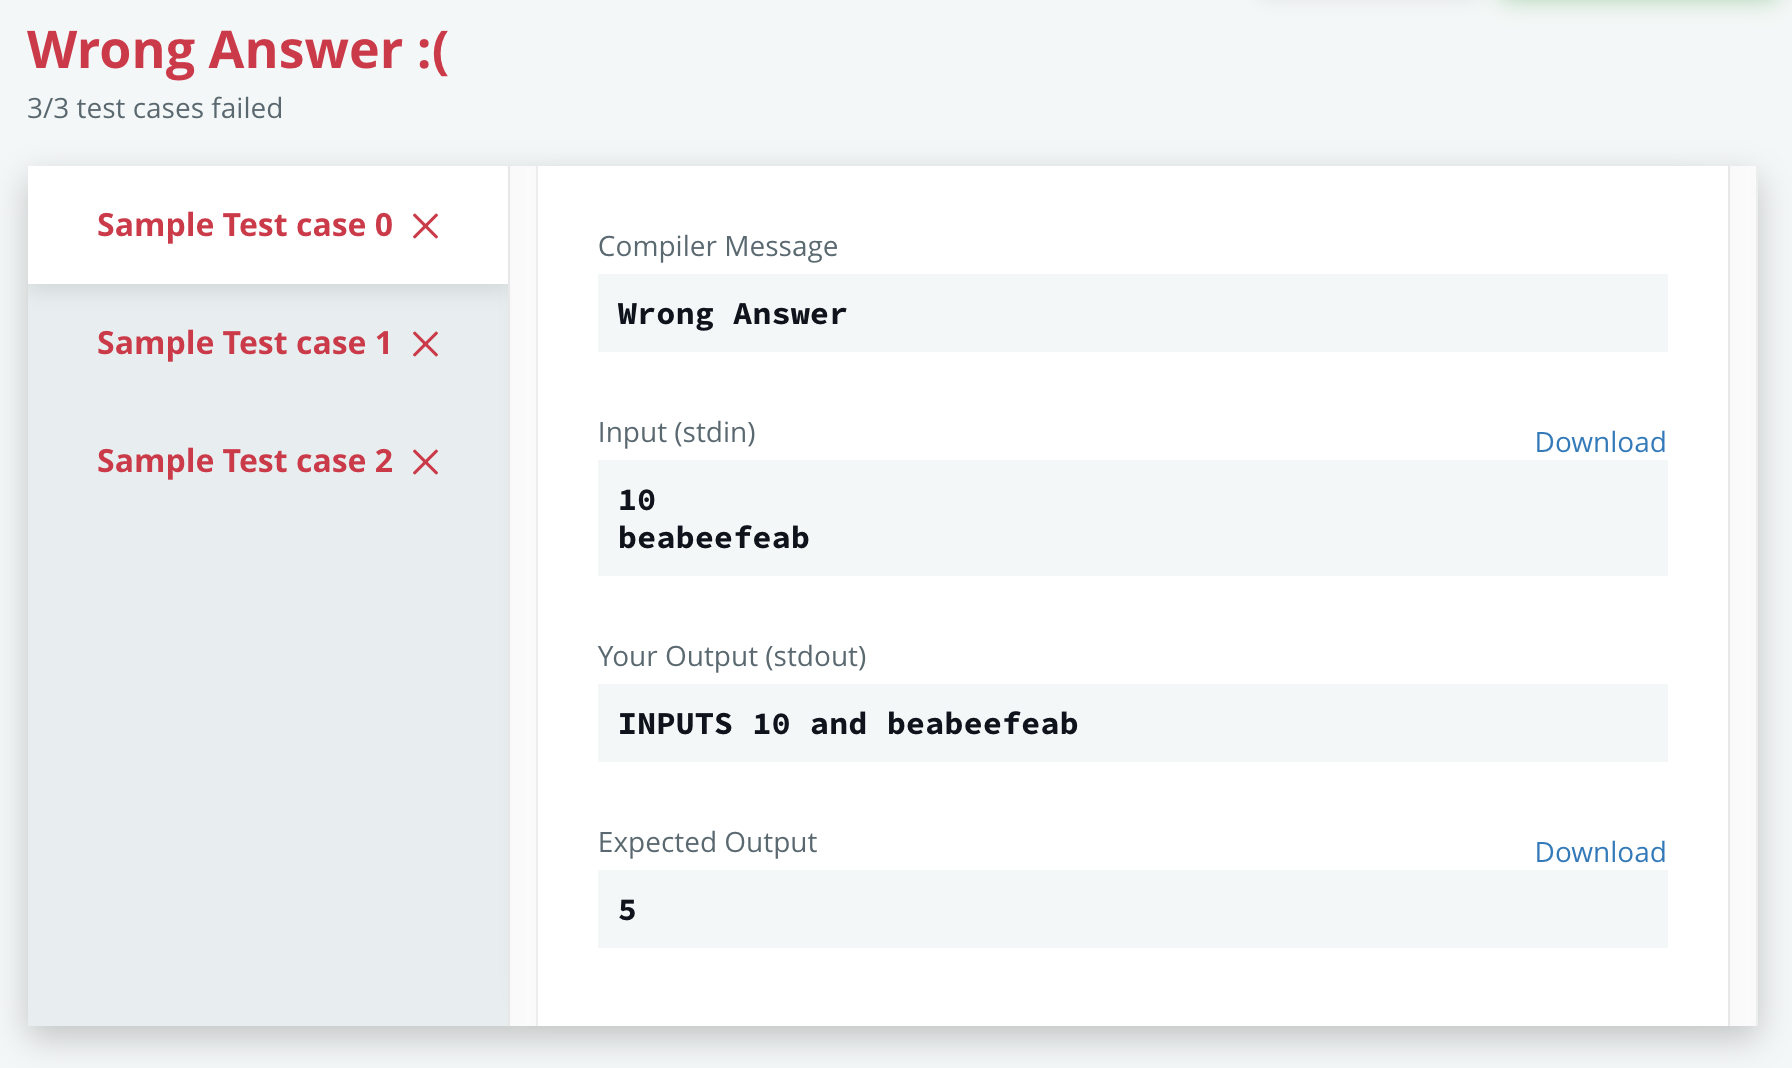 Wrong Answer :(
3/3 test cases failed
Sample Test case 0
Sample Test case 1
Sample Test case 2
Compiler Message
Wrong Answer
Input (stdin)
Download
10
beabeefeab
Your Output (stdout)
INPUTS 10 and beabeefeab
Expected Output
Download
5